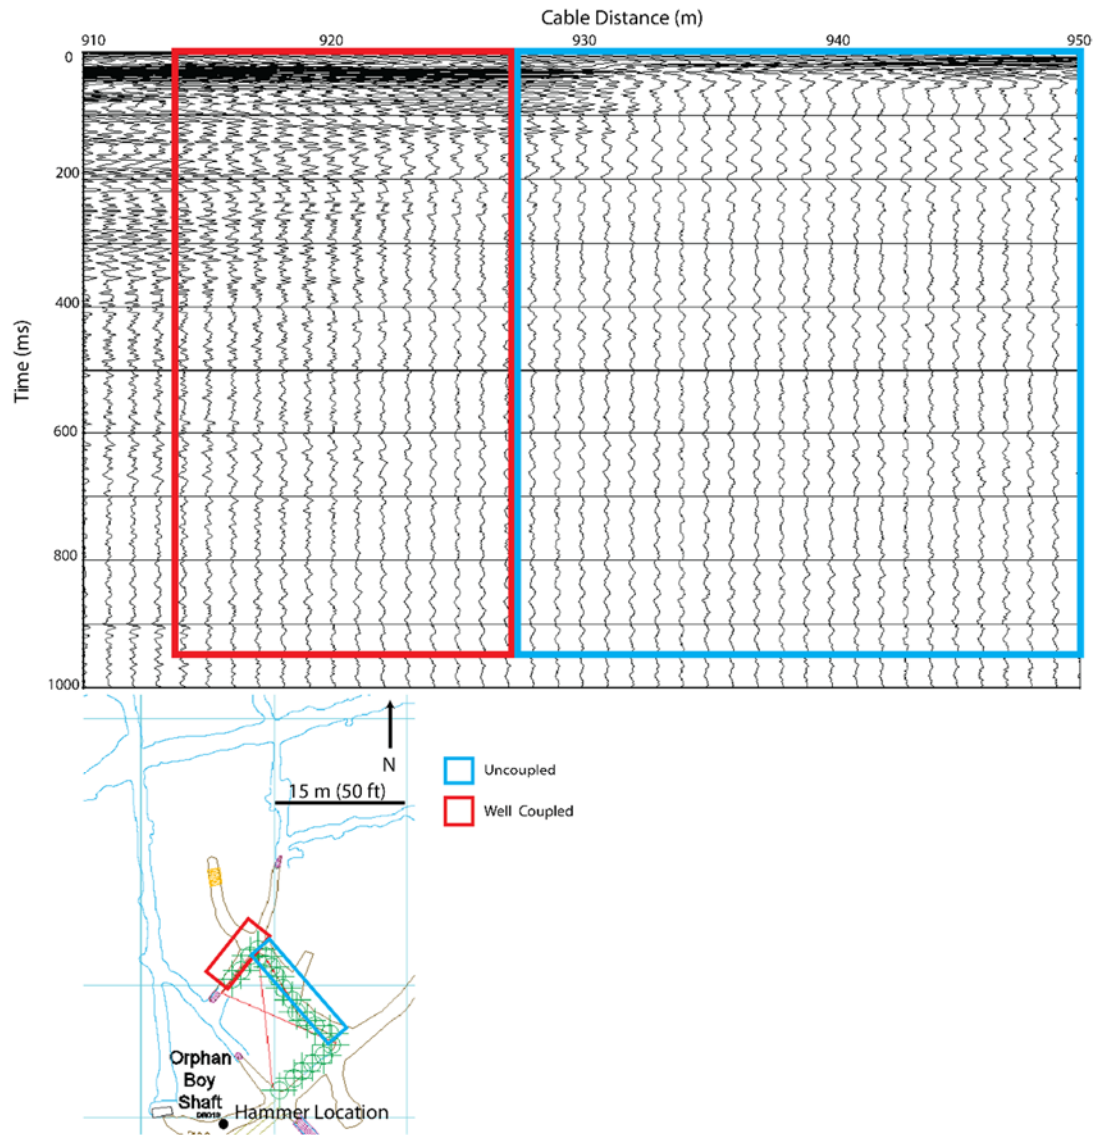 Cable Distance (m)
910 920 930 940 950
0
200
400
600
800
1000
Time (ms)
N
15 m (50 ft)
Uncoupled
Well Coupled
Orphan
Boy
Shaft
Hammer Location